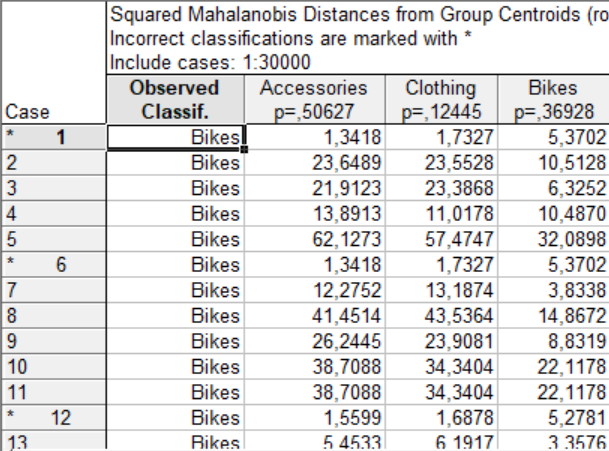 Squared Mahalanobis Distances from Group Centroids (ro
Incorrect classifications are marked with *
Include cases: 1:30000
Case Observed Classif. Accessories p=,50627 Clothing p=,12445 Bikes p=,36928
* 1 Bikes 1,3418 1,7327 5,3702
2 Bikes 23,6489 23,5528 10,5128
3 Bikes 21,9123 23,3868 6,3252
4 Bikes 13,8913 11,0178 10,4870
5 Bikes 62,1273 57,4747 32,0898
* 6 Bikes 1,3418 1,7327 5,3702
7 Bikes 12,2752 13,1874 3,8338
8 Bikes 41,4514 43,5364 14,8672
9 Bikes 26,2445 23,9081 8,8319
10 Bikes 38,7088 34,3404 22,1178
11 Bikes 38,7088 34,3404 22,1178
* 12 Bikes 1,5599 1,6878 5,2781
13 Bikes 5,4533 6,1917 3,3576